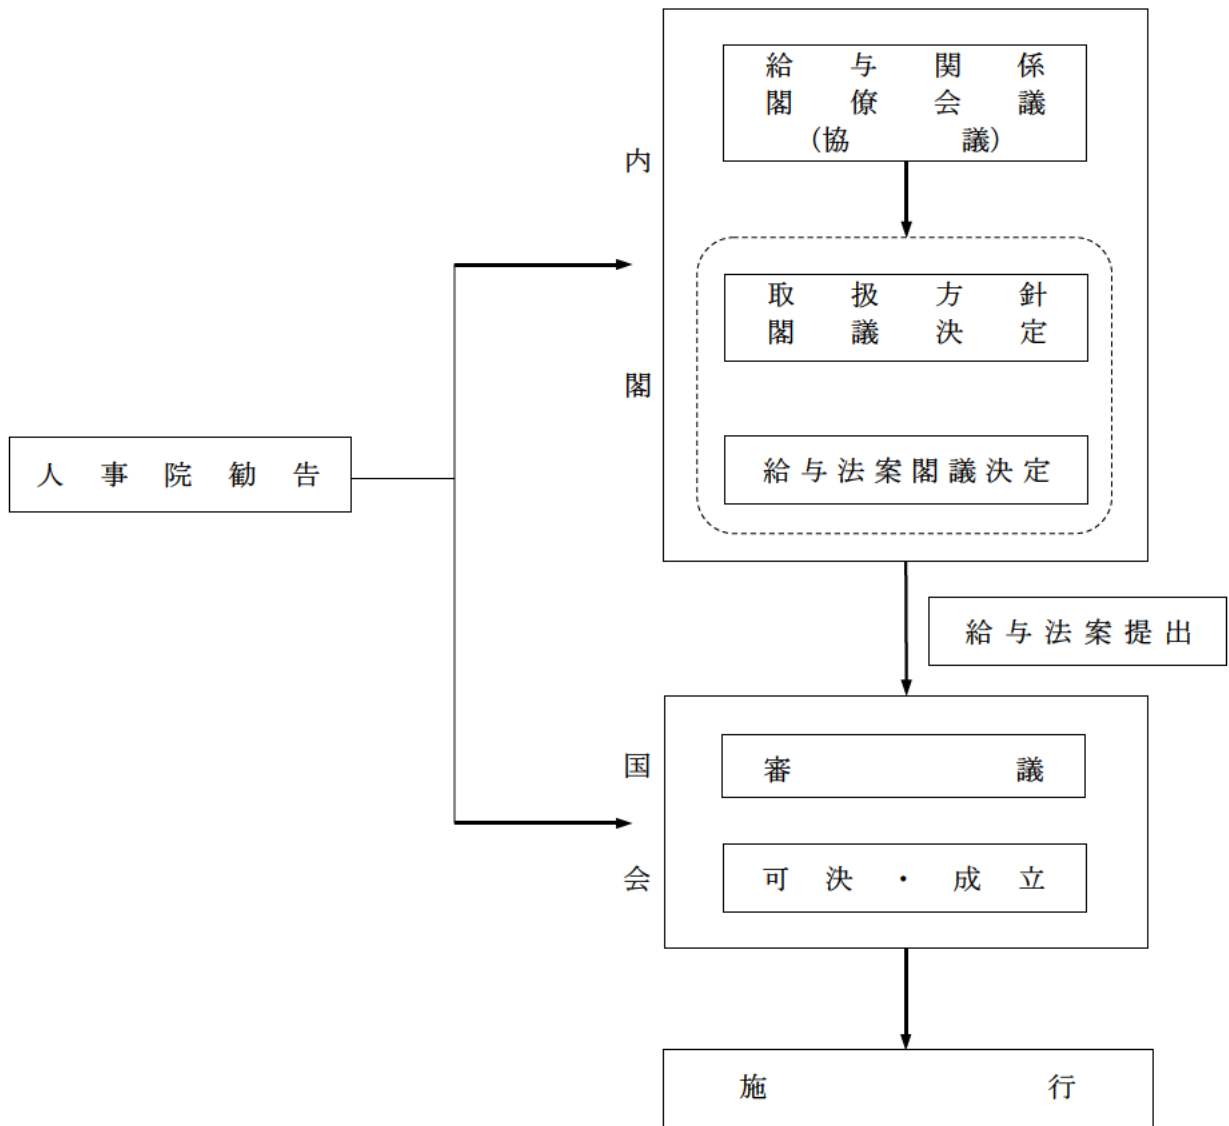 人事院勧告
内閣
給与関係
閣僚会議
(協議)
取扱方針
閣議決定
給与法案閣議決定
給与法案提出
国会
審議
可決・成立
施行